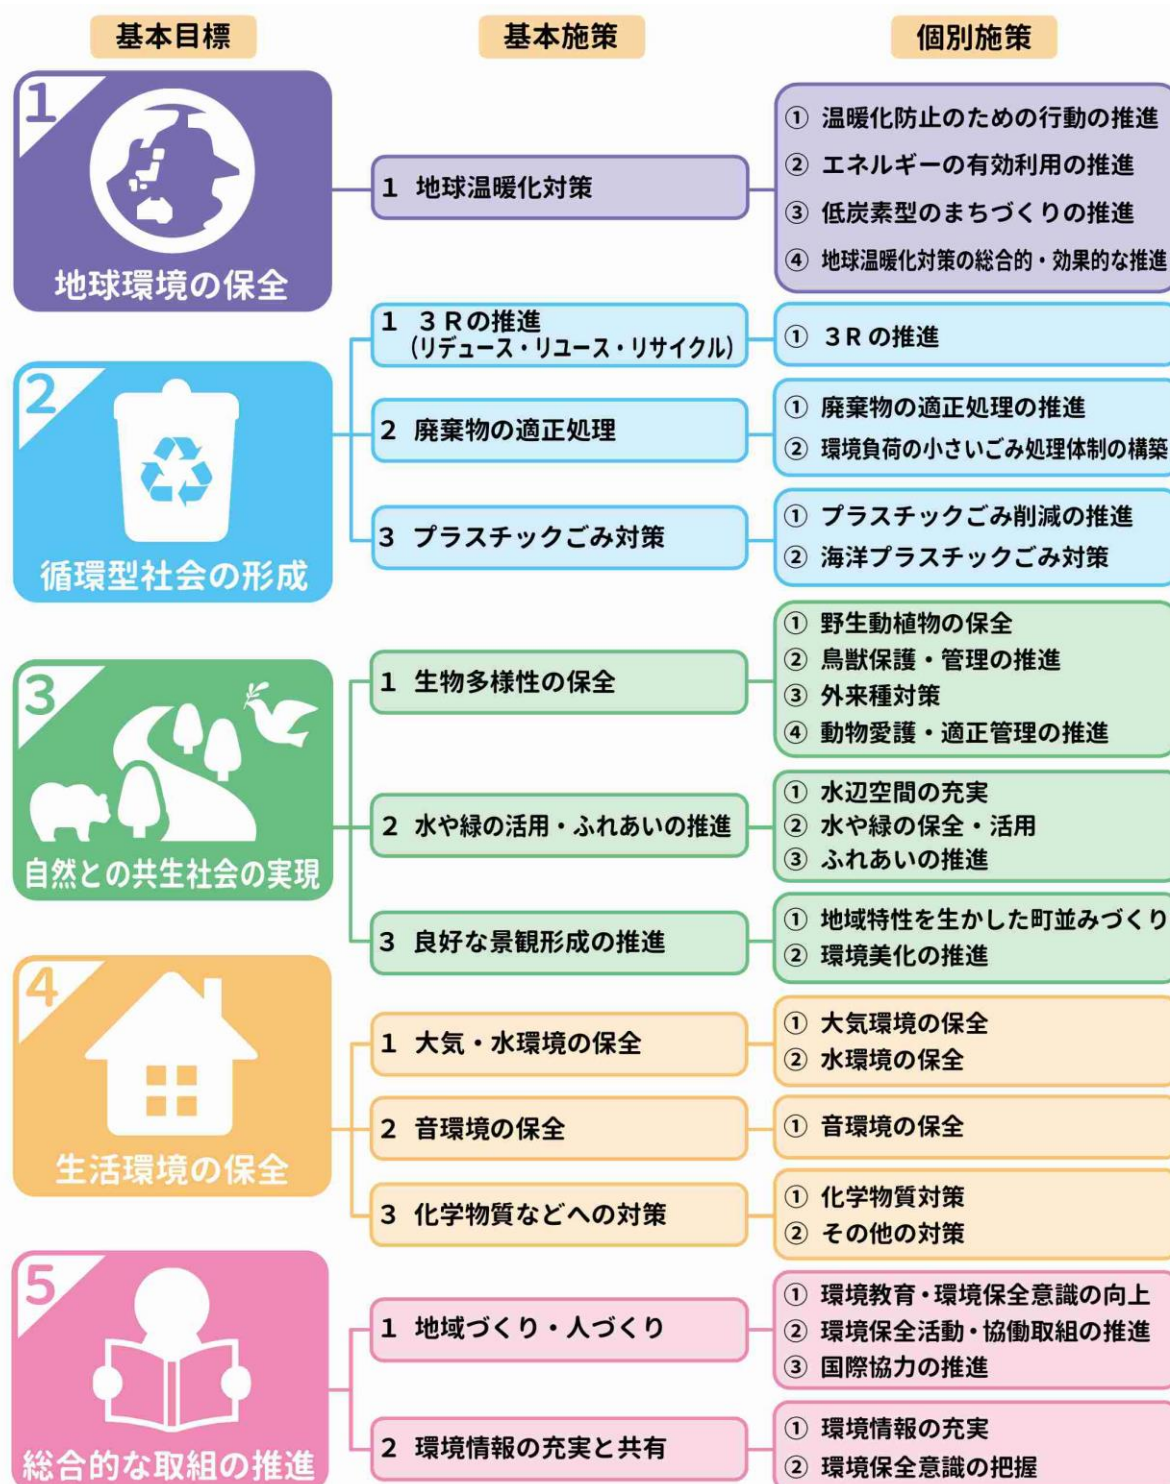 基本目標
基本施策
個別施策
1
地球環境の保全
1 地球温暖化対策
① 温暖化防止のための行動の推進
② エネルギーの有効利用の推進
③ 低炭素型のまちづくりの推進
④ 地球温暖化対策の総合的・効果的な推進
2
循環型社会の形成
1 3Rの推進
(リデュース・リユース・リサイクル)
① 3Rの推進
2 廃棄物の適正処理
① 廃棄物の適正処理の推進
② 環境負荷の小さいごみ処理体制の構築
3 プラスチックごみ対策
① プラスチックごみ削減の推進
② 海洋プラスチックごみ対策
3
自然との共生社会の実現
1 生物多様性の保全
① 野生動植物の保全
② 鳥獣保護・管理の推進
③ 外来種対策
④ 動物愛護・適正管理の推進
2 水や緑の活用・ふれあいの推進
① 水辺空間の充実
② 水や緑の保全・活用
③ ふれあいの推進
3 良好な景観形成の推進
① 地域特性を生かした町並みづくり
② 環境美化の推進
4
生活環境の保全
1 大気・水環境の保全
① 大気環境の保全
② 水環境の保全
2 音環境の保全
① 音環境の保全
3 化学物質などへの対策
① 化学物質対策
② その他の対策
5
総合的な取組の推進
1 地域づくり・人づくり
① 環境教育・環境保全意識の向上
② 環境保全活動・協働取組の推進
③ 国際協力の推進
2 環境情報の充実と共有
① 環境情報の充実
② 環境保全意識の把握